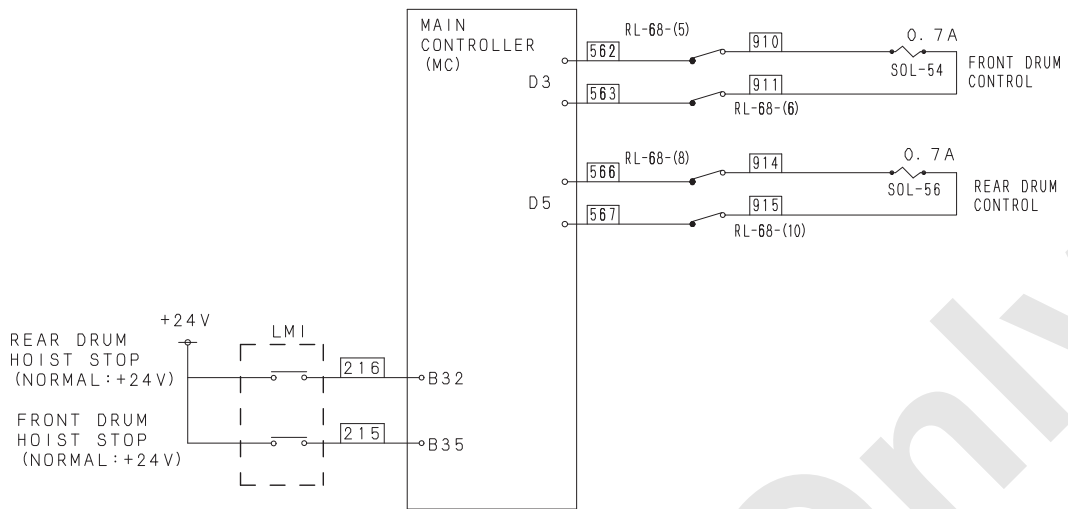 MAIN
CONTROLLER
(MC)
D3
562
RL-68-(5)
910
0.7A
SOL-54
FRONT DRUM
CONTROL
563
911
RL-68-(6)
D5
566
RL-68-(8)
914
0.7A
SOL-56
REAR DRUM
CONTROL
567
915
RL-68-(10)
+24V
LMI
REAR DRUM
HOIST STOP
(NORMAL:+24V)
216
B32
FRONT DRUM
HOIST STOP
(NORMAL:+24V)
215
B35
Only